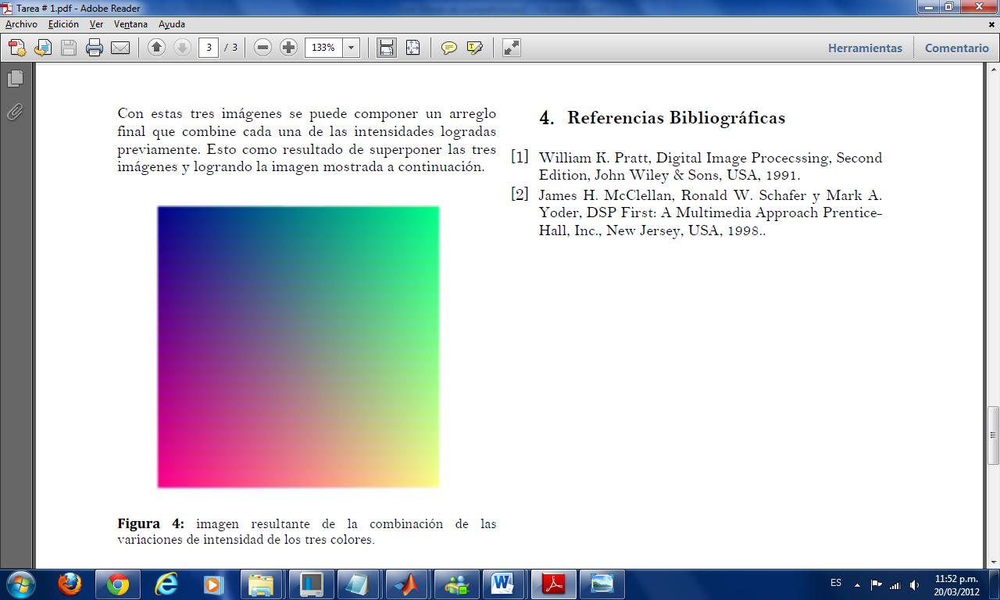 Tarea # 1.pdf - Adobe Reader
Archivo Edición Ver Ventana Ayuda
3 / 3 133% Herramientas Comentario
Con estas tres imágenes se puede componer un arreglo
final que combine cada una de las intensidades logradas
previamente. Esto como resultado de superponer las tres
imágenes y logrando la imagen mostrada a continuación.
Figura 4: imagen resultante de la combinación de las
variaciones de intensidad de los tres colores.
4. Referencias Bibliográficas
[1] William K. Pratt, Digital Image Procecssing, Second
Edition, John Wiley & Sons, USA, 1991.
[2] James H. McClellan, Ronald W. Schafer y Mark A.
Yoder, DSP First: A Multimedia Approach Prentice-
Hall, Inc., New Jersey, USA, 1998..
ES
11:52 p.m.
20/03/2012